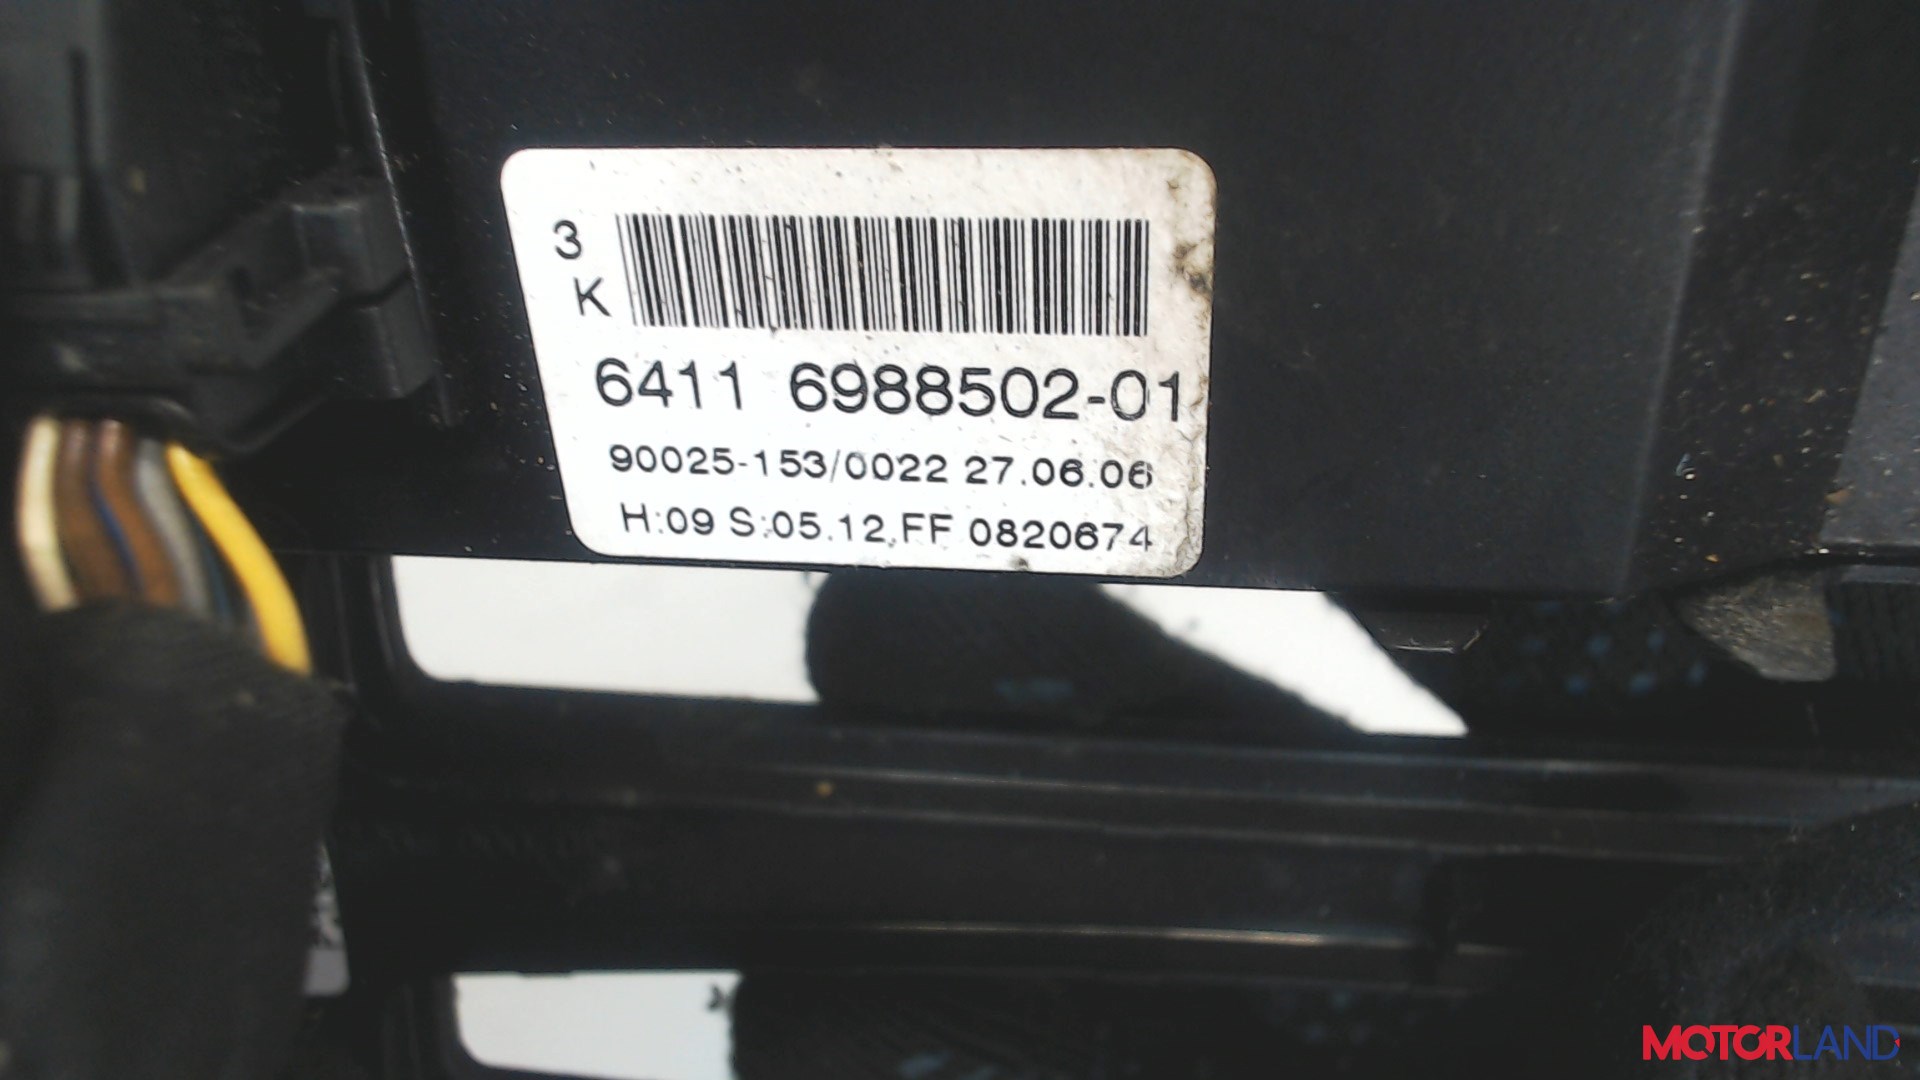 3
K
6411 6988502-01
90025-153/0022 27.06.06
H:09 S:05.12.FF 0820674
MOTORLAND